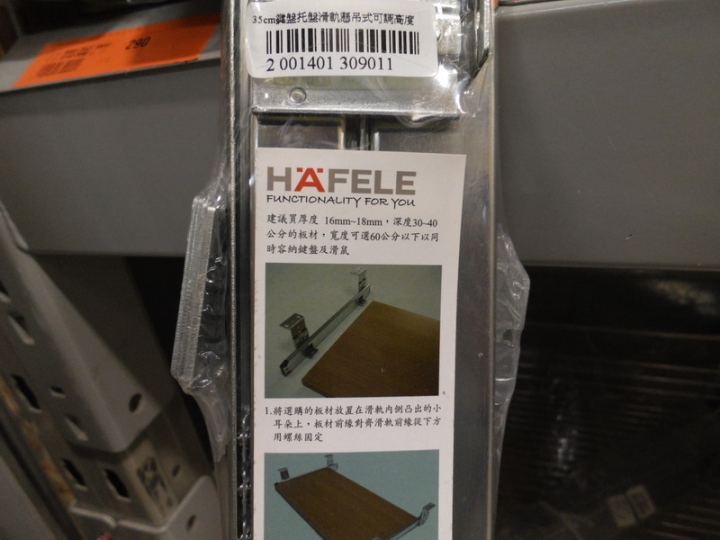 35cm鍵盤托盤滑軌懸吊式可調高度
2 001401 309011
290
HÄFELE
FUNCTIONALITY FOR YOU
建議買厚度 16mm~18mm，深度30~40
公分的板材，寬度可選60公分以下以同
時容納鍵盤及滑鼠
1.將選購的板材放置在滑軌內側凸出的小
耳朵上，板材前緣對齊滑軌前緣從下方
用螺絲固定